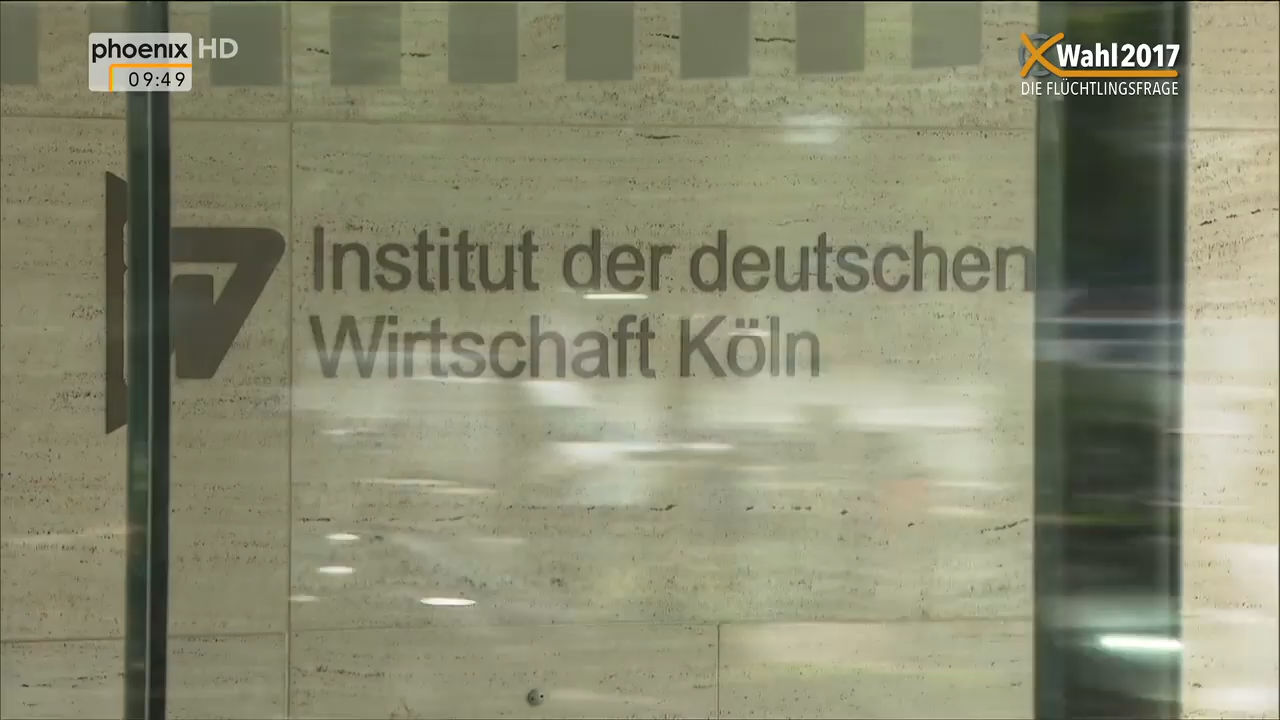 phoenix HD
09:49
Wahl 2017
DIE FLÜCHTLINGSFRAGE
Institut der deutschen
Wirtschaft Köln